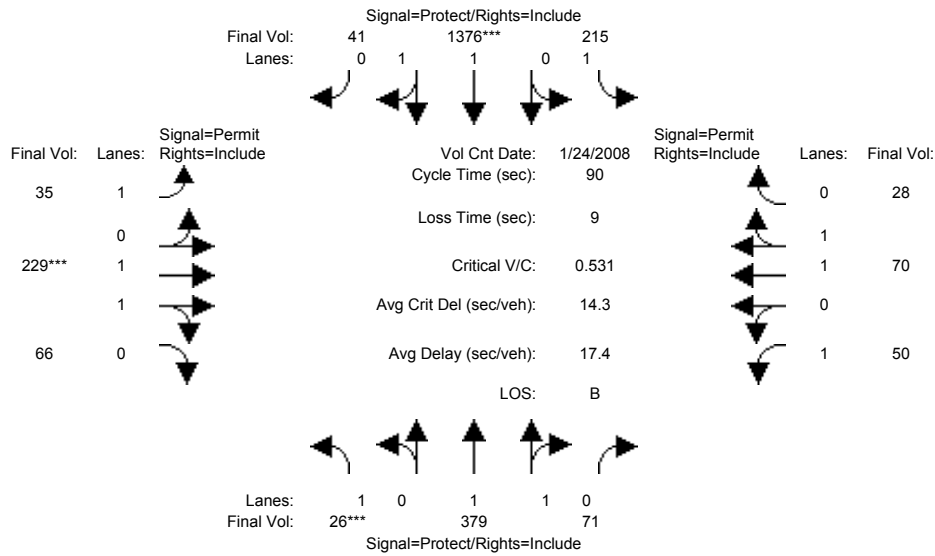 Signal=Protect/Rights=Include
Final Vol: 41 1376*** 215
Lanes: 0 1 1 0 1
Signal=Permit Signal=Permit
Final Vol: Lanes: Rights=Include Vol Cnt Date: 1/24/2008 Rights=Include Lanes: Final Vol:
Cycle Time (sec): 90
35 1 0 28
Loss Time (sec): 9
0 1
229*** 1 Critical V/C: 0.531 1 70
1 Avg Crit Del (sec/veh): 14.3 0
66 0 Avg Delay (sec/veh): 17.4 1 50
LOS: B
Lanes: 1 0 1 1 0
Final Vol: 26*** 379 71
Signal=Protect/Rights=Include